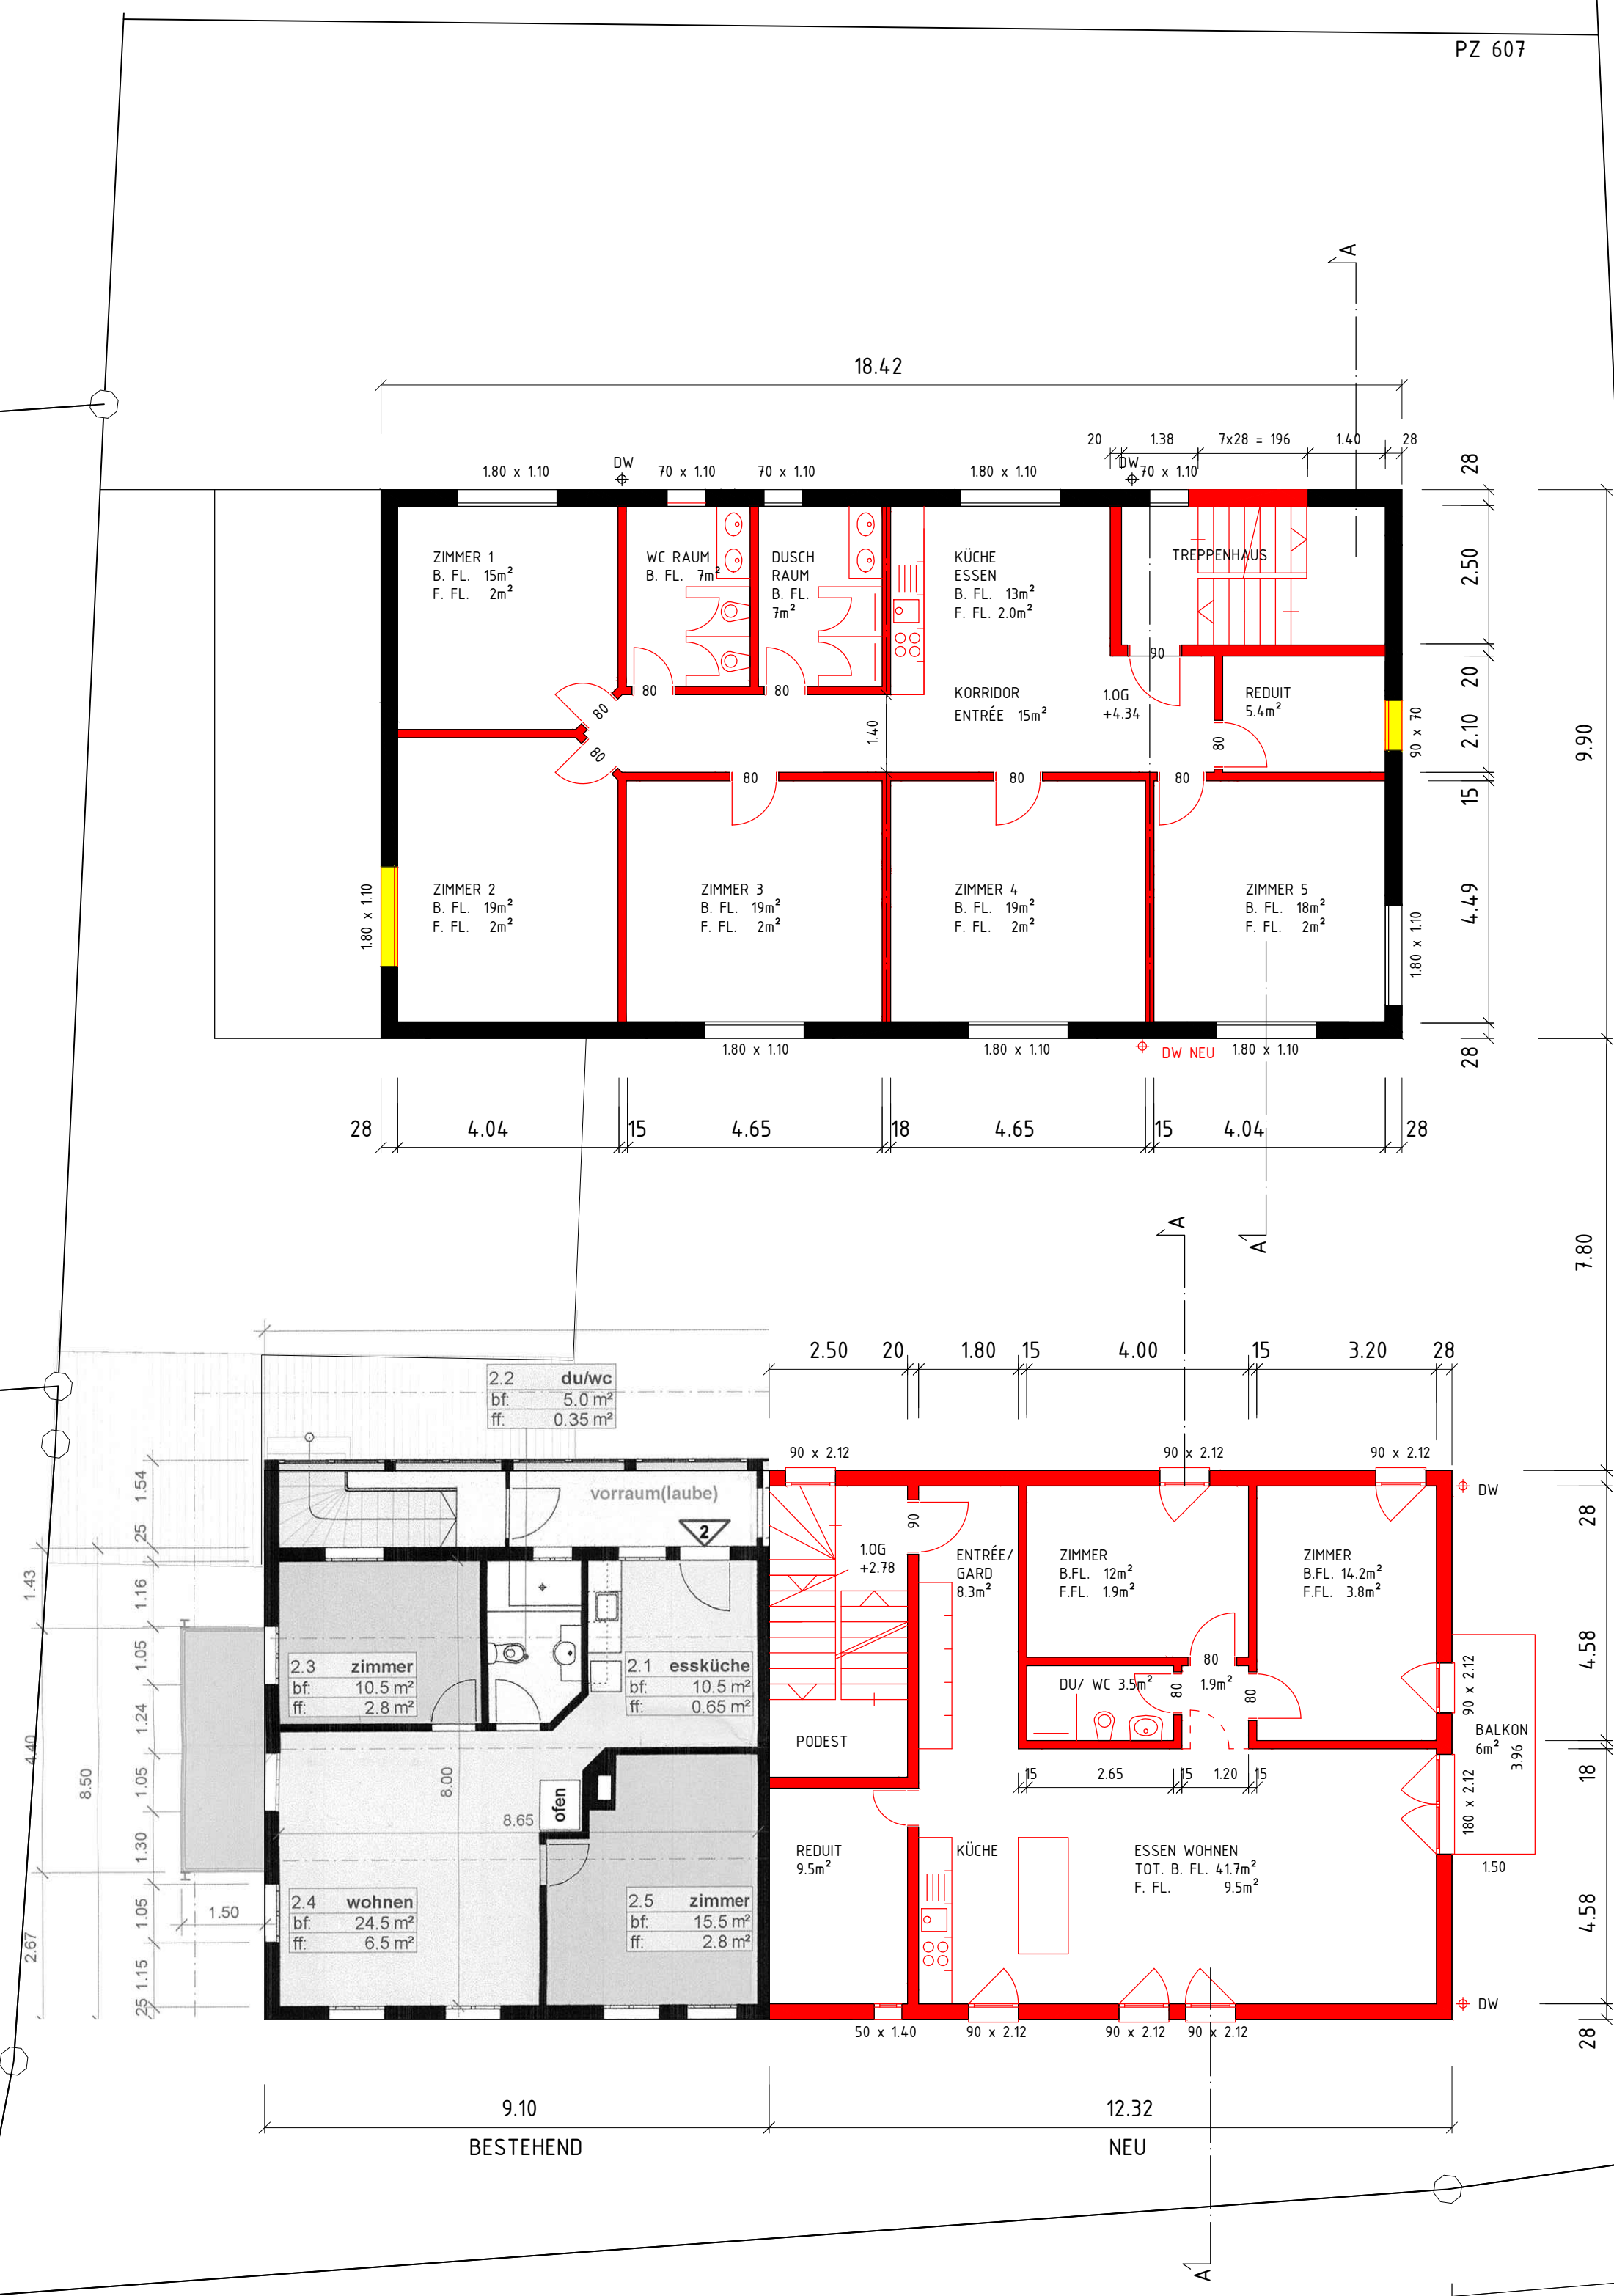 PZ 607
A
18.42
20 1.38 7x28 = 196 1.40 28
1.80 x 1.10
DW
70 x 1.10
70 x 1.10
1.80 x 1.10
DW
70 x 1.10
28
2.50
20
2.10
15
4.49
28
9.90
7.80
ZIMMER 1
B. FL. 15m²
F. FL. 2m²
WC RAUM
B. FL. 7m²
DUSCH
RAUM
B. FL.
7m²
KÜCHE
ESSEN
B. FL. 13m²
F. FL. 2.0m²
TREPPENHAUS
90
80
80
80
80
KORRIDOR
ENTRÉE 15m²
1.40
1.OG
+4.34
REDUIT
5.4m²
80
90 x 70
80
80
80
ZIMMER 2
B. FL. 19m²
F. FL. 2m²
ZIMMER 3
B. FL. 19m²
F. FL. 2m²
ZIMMER 4
B. FL. 19m²
F. FL. 2m²
ZIMMER 5
B. FL. 18m²
F. FL. 2m²
1.80 x 1.10
1.80 x 1.10
1.80 x 1.10
1.80 x 1.10
DW NEU
1.80 x 1.10
28 4.04 15 4.65 18 4.65 15 4.04 28
A
A
2.50 20 1.80 15 4.00 15 3.20 28
2.2 du/wc
bf: 5.0 m²
ff: 0.35 m²
90 x 2.12
90 x 2.12
90 x 2.12
DW
1.54
25
1.16
1.05
1.24
1.05
1.30
1.05
1.15
25
1.43
4.40
2.67
8.50
1.50
vorraum(laube)
2
2.3 zimmer
bf: 10.5 m²
ff: 2.8 m²
2.1 essküche
bf: 10.5 m²
ff: 0.65 m²
8.00
8.65
ofen
2.4 wohnen
bf: 24.5 m²
ff: 6.5 m²
2.5 zimmer
bf: 15.5 m²
ff: 2.8 m²
90
1.OG
+2.78
ENTRÉE/
GARD
8.3m²
ZIMMER
B.FL. 12m²
F.FL. 1.9m²
ZIMMER
B.FL. 14.2m²
F.FL. 3.8m²
80
DU/ WC 3.5m²
80
1.9m²
80
PODEST
15 2.65 15 1.20 15
90 x 2.12
BALKON
6m²
3.96
180 x 2.12
1.50
REDUIT
9.5m²
KÜCHE
ESSEN WOHNEN
TOT. B. FL. 41.7m²
F. FL. 9.5m²
28
4.58
18
4.58
28
DW
50 x 1.40
90 x 2.12
90 x 2.12
90 x 2.12
9.10
12.32
BESTEHEND
NEU
A